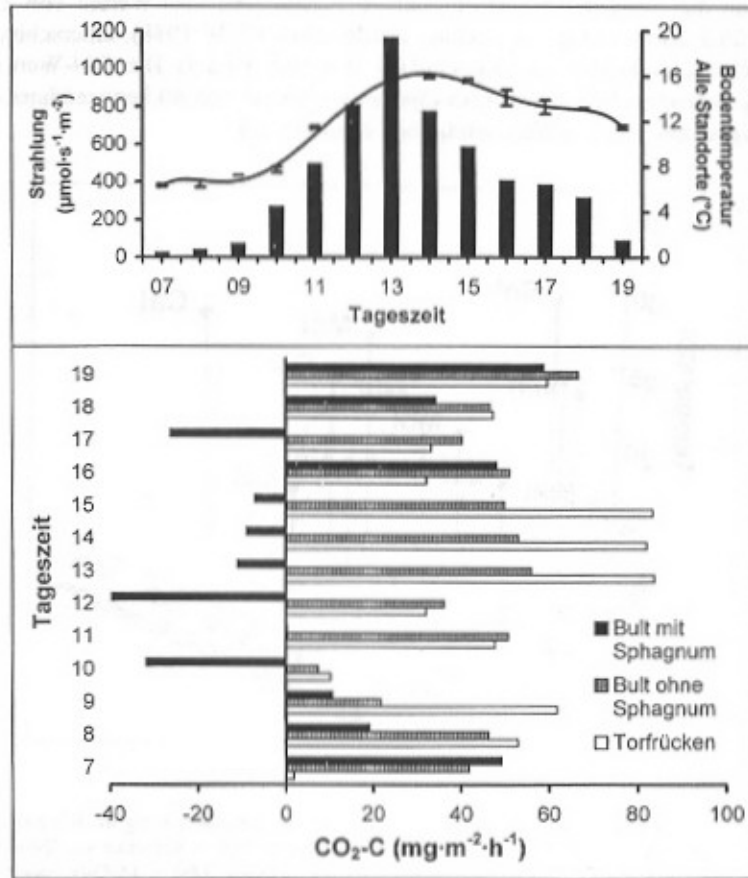 1200
1000
800
600
400
200
0
Strahlung
(µmol·s⁻¹·m⁻²)
20
16
12
8
4
0
Bodentemperatur
Alle Standorte (°C)
07 09 11 13 15 17 19
Tageszeit
19
18
17
16
15
14
13
12
11
10
9
8
7
Tageszeit
Bult mit
Sphagnum
Bult ohne
Sphagnum
Torfrücken
-40 -20 0 20 40 60 80 100
CO₂-C (mg·m⁻²·h⁻¹)